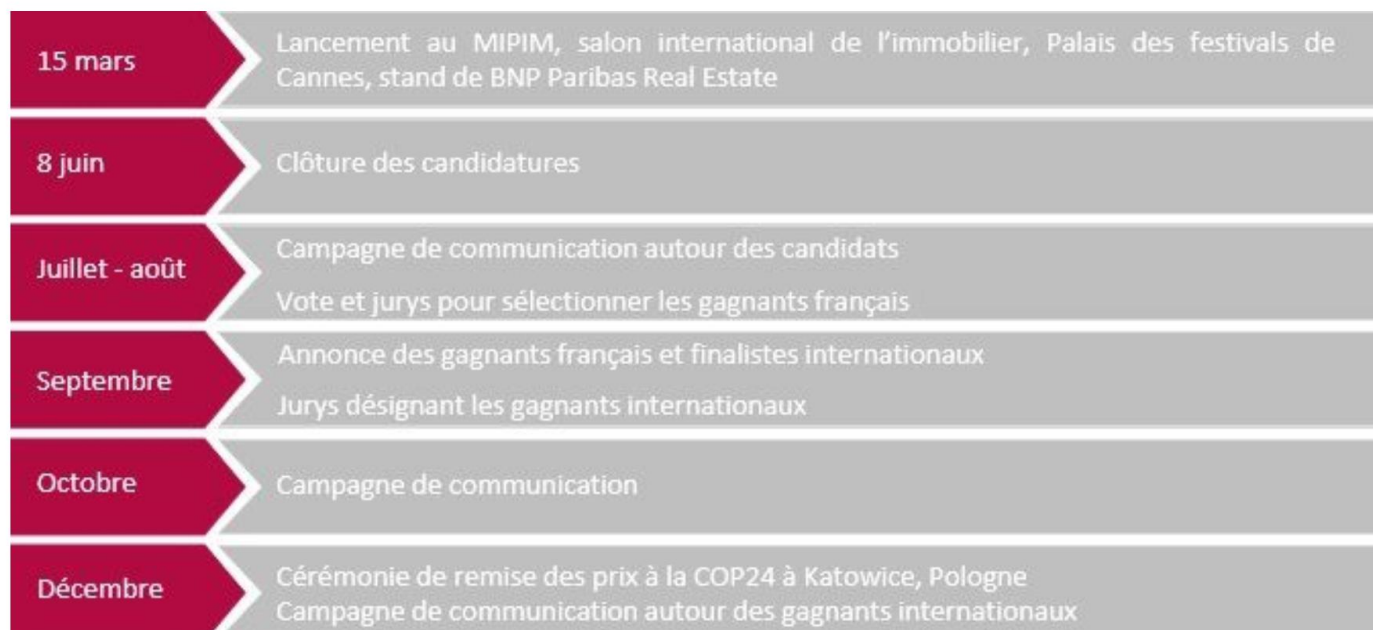 15 mars
Lancement au MIPIM, salon international de l'immobilier, Palais des festivals de
Cannes, stand de BNP Paribas Real Estate
8 juin
Clôture des candidatures
Juillet - août
Campagne de communication autour des candidats
Vote et jurys pour sélectionner les gagnants français
Septembre
Annonce des gagnants français et finalistes internationaux
Jurys désignant les gagnants internationaux
Octobre
Campagne de communication
Décembre
Cérémonie de remise des prix à la COP24 à Katowice, Pologne
Campagne de communication autour des gagnants internationaux